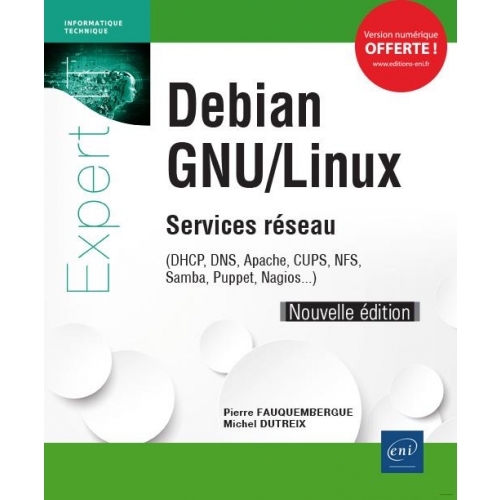 INFORMATIQUE
TECHNIQUE
Version numérique
OFFERTE !
www.editions-eni.fr
Expert
Debian
GNU/Linux
Services réseau
(DHCP, DNS, Apache, CUPS, NFS,
Samba, Puppet, Nagios...)
Nouvelle édition
Pierre FAUQUEMBERGUE
Michel DUTREIX
eni